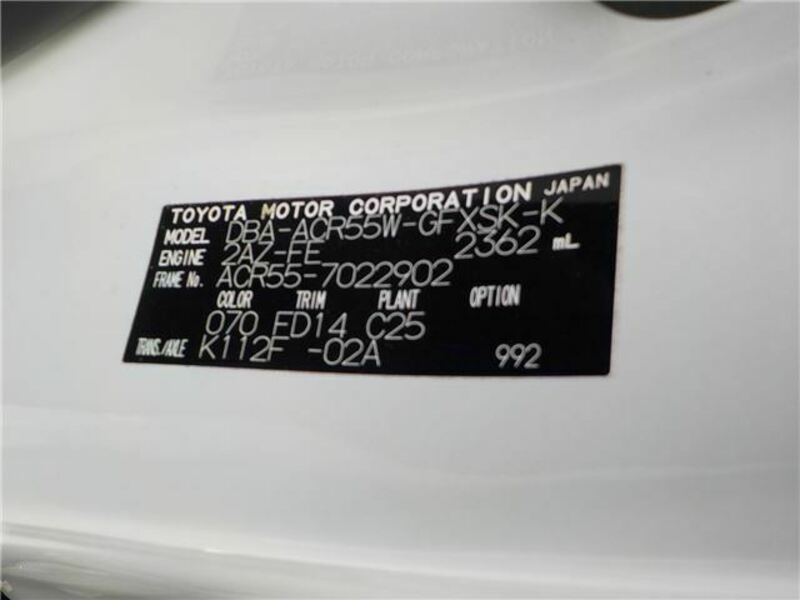 TOYOTA MOTOR CORPORATION JAPAN
MODEL DBA-ACR55W-GFXSK-K
ENGINE 2AZ-FE 2362 mL
FRAME No. ACR55-7022902
COLOR TRIM PLANT OPTION
070 FD14 C25
TRANS./AXLE K112F -02A 992